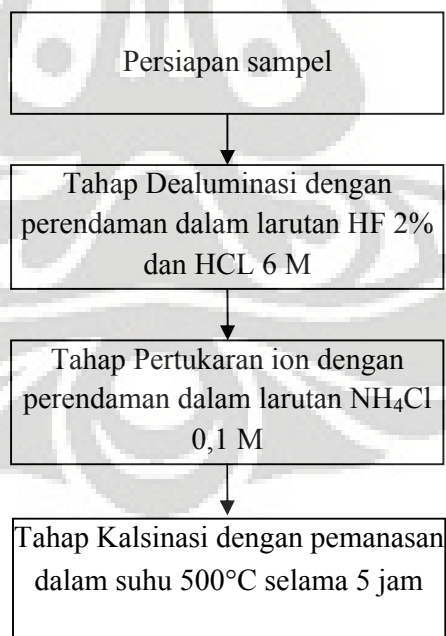 Persiapan sampel
Tahap Dealuminasi dengan
perendaman dalam larutan HF 2%
dan HCL 6 M
Tahap Pertukaran ion dengan
perendaman dalam larutan NH₄Cl
0,1 M
Tahap Kalsinasi dengan pemanasan
dalam suhu 500°C selama 5 jam